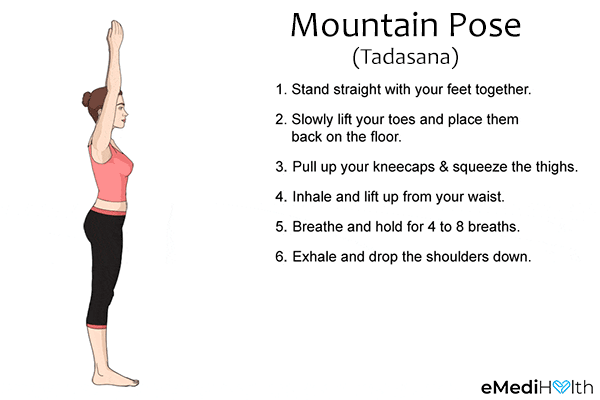 Mountain Pose
(Tadasana)
1. Stand straight with your feet together.
2. Slowly lift your toes and place them
back on the floor.
3. Pull up your kneecaps & squeeze the thighs.
4. Inhale and lift up from your waist.
5. Breathe and hold for 4 to 8 breaths.
6. Exhale and drop the shoulders down.
eMediHealth